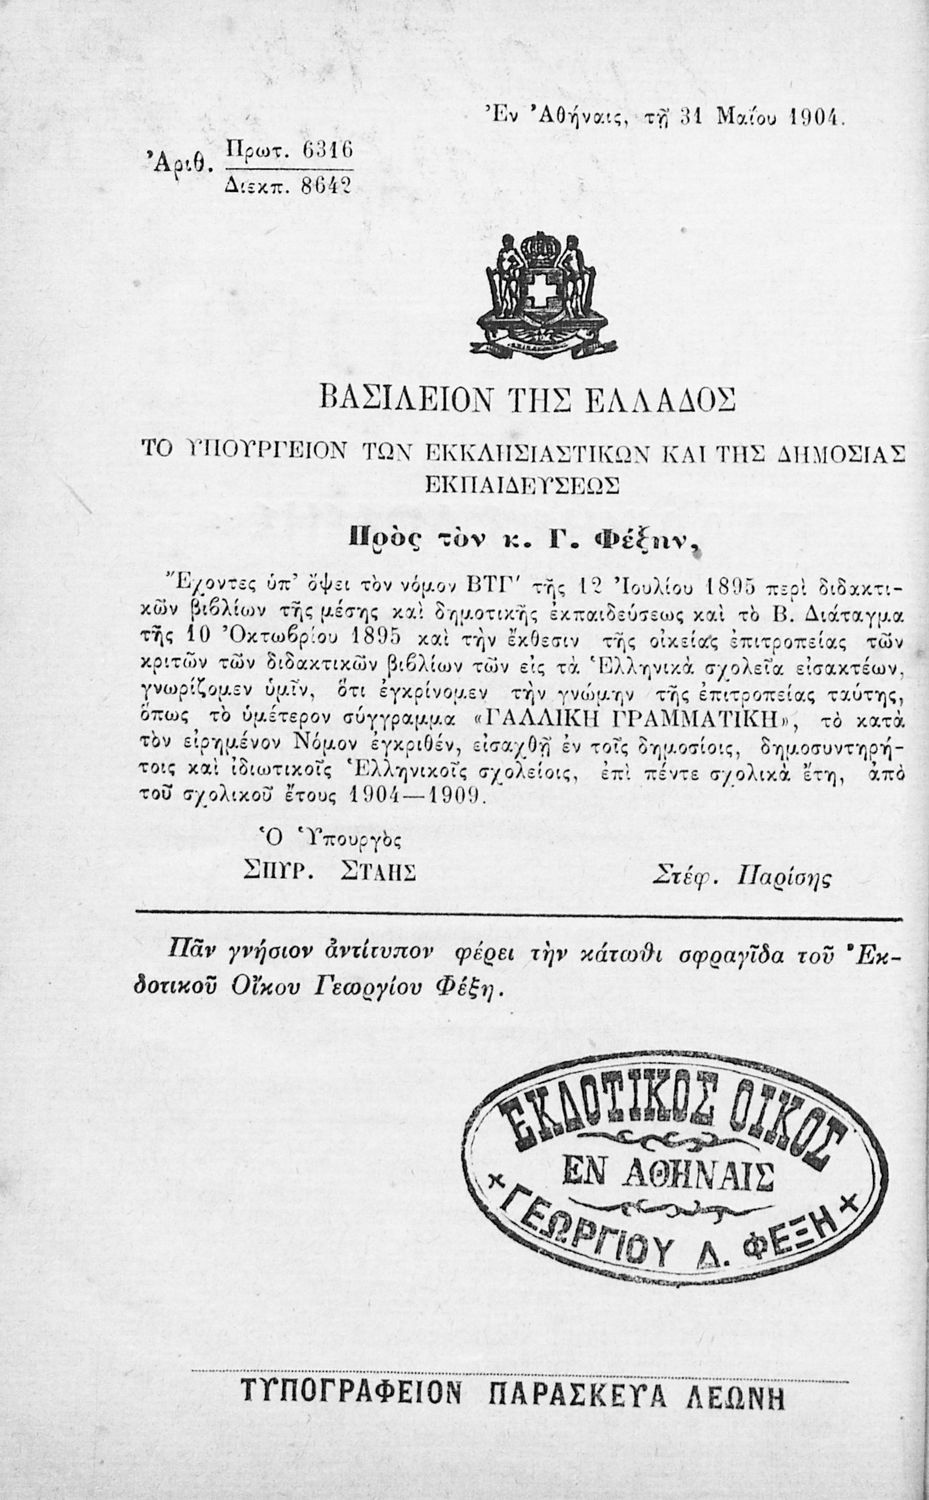 Ἐν Ἀθήναις, τῇ 31 Μαΐου 1904.
Ἀριθ. Πρωτ. 6316
Διεκπ. 8642
ΒΑΣΙΛΕΙΟΝ ΤΗΣ ΕΛΛΑΔΟΣ
ΤΟ ΥΠΟΥΡΓΕΙΟΝ ΤΩΝ ΕΚΚΛΗΣΙΑΣΤΙΚΩΝ ΚΑΙ ΤΗΣ ΔΗΜΟΣΙΑΣ
ΕΚΠΑΙΔΕΥΣΕΩΣ
Πρὸς τὸν κ. Γ. Φέξην,
Ἔχοντες ὑπ' ὄψει τὸν νόμον ΒΤΓ' τῆς 12 Ἰουλίου 1895 περὶ διδακτι-
κῶν βιβλίων τῆς μέσης καὶ δημοτικῆς ἐκπαιδεύσεως καὶ τὸ Β. Διάταγμα
τῆς 10 Ὀκτωβρίου 1895 καὶ τὴν ἔκθεσιν τῆς οἰκείας ἐπιτροπείας τῶν
κριτῶν τῶν διδακτικῶν βιβλίων τῶν εἰς τὰ Ἑλληνικὰ σχολεῖα εἰσακτέων,
γνωρίζομεν ὑμῖν, ὅτι ἐγκρίνομεν τὴν γνώμην τῆς ἐπιτροπείας ταύτης,
ὅπως τὸ ὑμέτερον σύγγραμμα «ΓΑΛΛΙΚΗ ΓΡΑΜΜΑΤΙΚΗ», τὸ κατὰ
τὸν εἰρημένον Νόμον ἐγκριθέν, εἰσαχθῇ ἐν τοῖς δημοσίοις, δημοσυντηρή-
τοις καὶ ἰδιωτικοῖς Ἑλληνικοῖς σχολείοις, ἐπὶ πέντε σχολικὰ ἔτη, ἀπὸ
τοῦ σχολικοῦ ἔτους 1904—1909.
Ὁ Ὑπουργὸς
ΣΠΥΡ. ΣΤΑΗΣ
Στέφ. Παρίσης
Πᾶν γνήσιον ἀντίτυπον φέρει τὴν κάτωθι σφραγῖδα τοῦ Ἐκ-
δοτικοῦ Οἴκου Γεωργίου Φέξη.
ΕΚΔΟΤΙΚΟΣ ΟΙΚΟΣ
ΕΝ ΑΘΗΝΑΙΣ
ΓΕΩΡΓΙΟΥ Δ. ΦΕΞΗ
ΤΥΠΟΓΡΑΦΕΙΟΝ ΠΑΡΑΣΚΕΥΑ ΛΕΩΝΗ